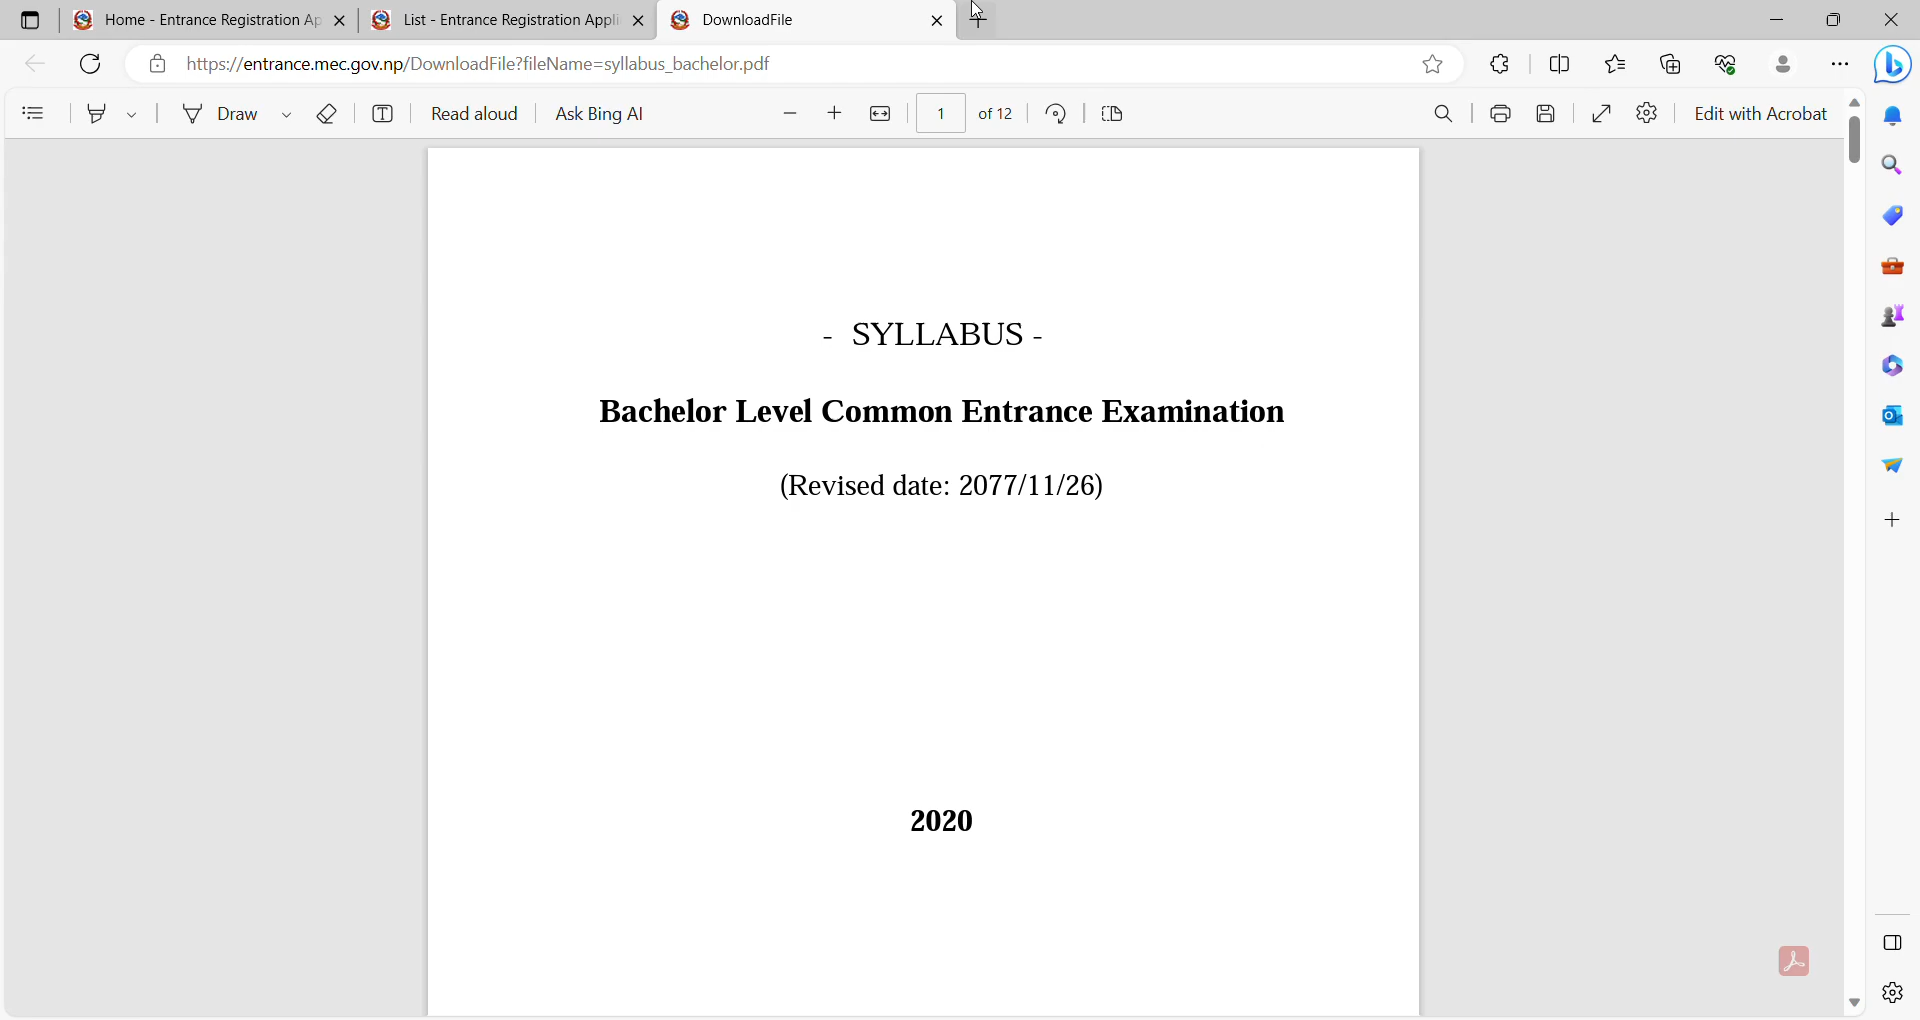 Home - Entrance Registration Ap
List - Entrance Registration Appli
DownloadFile
https://entrance.mec.gov.np/DownloadFile?fileName=syllabus_bachelor.pdf
Draw
Read aloud
Ask Bing AI
1 of 12
Edit with Acrobat
- SYLLABUS -
Bachelor Level Common Entrance Examination
(Revised date: 2077/11/26)
2020